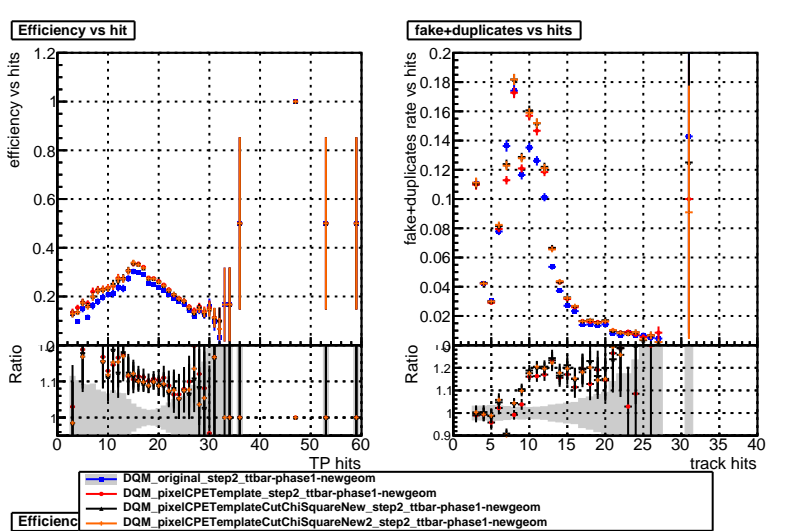 Efficiency vs hit
fake+duplicates vs hits
efficiency vs hits
1.2
1
0.8
0.6
0.4
0.2
0
Ratio
1.1
1
0 10 20 30 40 50 60
TP hits
fake+duplicates rate vs hits
0.2
0.18
0.16
0.14
0.12
0.1
0.08
0.06
0.04
0.02
Ratio
1.2
1.1
1
0.9
0 5 10 15 20 25 30 35 40
track hits
DQM_original_step2_ttbar-phase1-newgeom
DQM_pixelCPETemplate_step2_ttbar-phase1-newgeom
DQM_pixelCPETemplateCutChiSquareNew_step2_ttbar-phase1-newgeom
DQM_pixelCPETemplateCutChiSquareNew2_step2_ttbar-phase1-newgeom
Efficienc